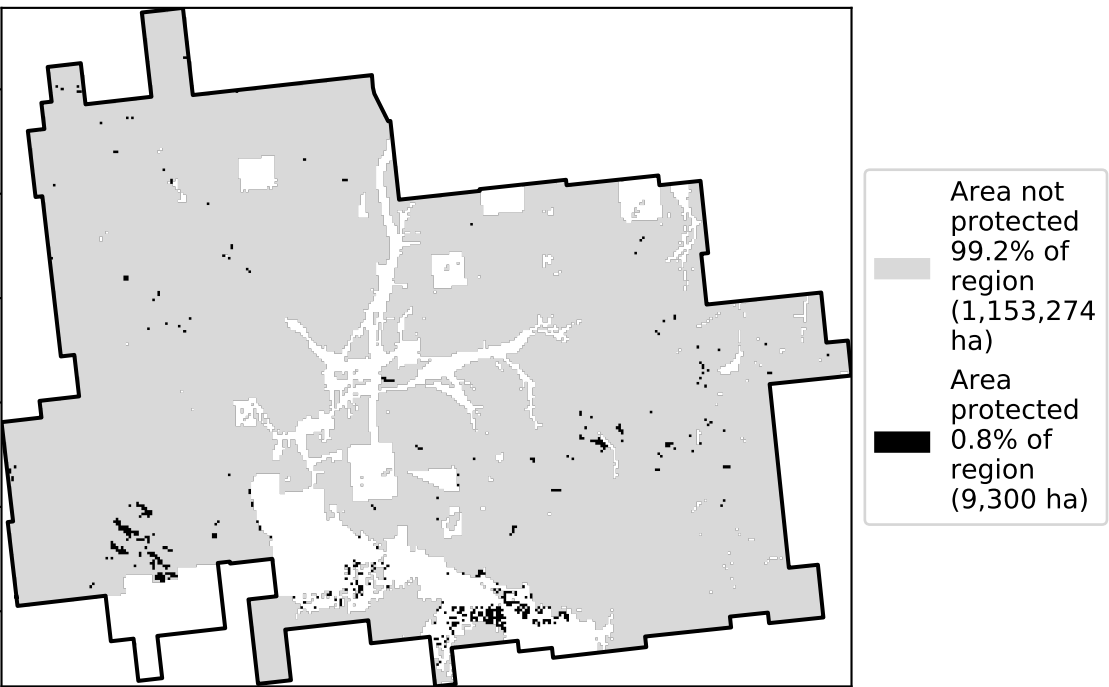 Area not
protected
99.2% of
region
(1,153,274
ha)
Area
protected
0.8% of
region
(9,300 ha)